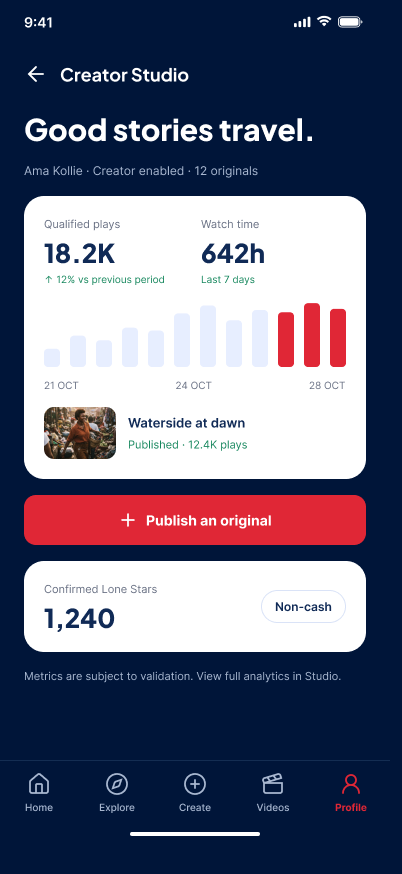 9:41
Creator Studio
Good stories travel.
Ama Kollie · Creator enabled · 12 originals
Qualified plays
Watch time
18.2K
642h
↑ 12% vs previous period
Last 7 days
21 OCT
24 OCT
28 OCT
Waterside at dawn
Published · 12.4K plays
Publish an original
Confirmed Lone Stars
1,240
Non-cash
Metrics are subject to validation. View full analytics in Studio.
Home
Explore
Create
Videos
Profile